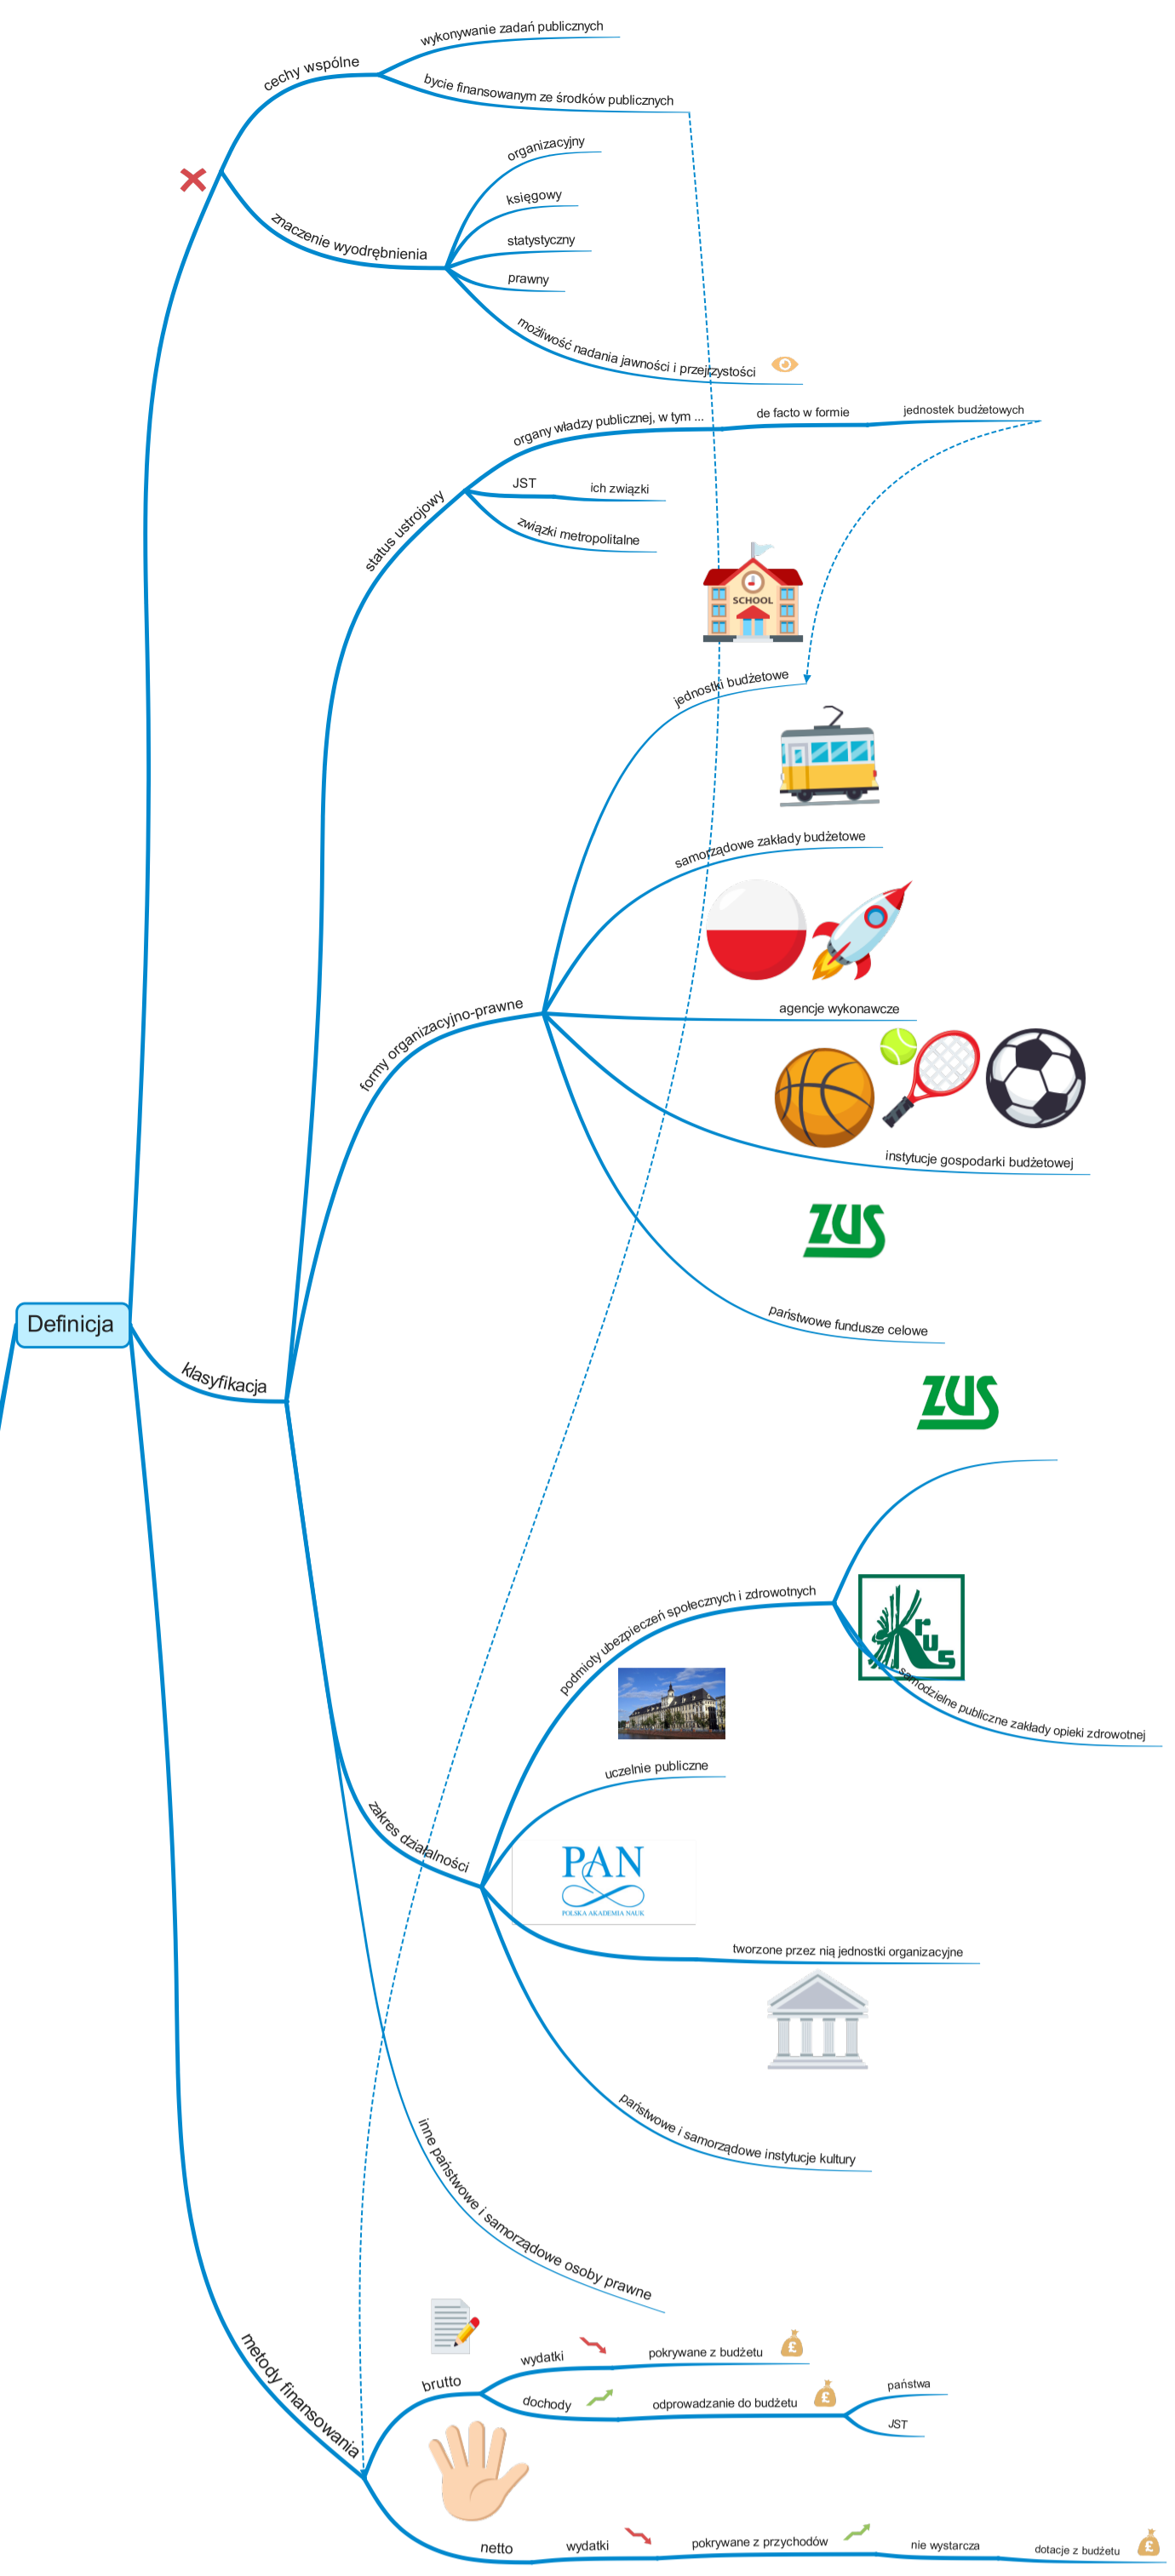 wykonywanie zadań publicznych
cechy wspólne
bycie finansowanym ze środków publicznych
organizacyjny
księgowy
znaczenie wyodrębnienia
statystyczny
prawny
możliwość nadania jawności i przejrzystości
organy władzy publicznej, w tym ...
de facto w formie
jednostek budżetowych
status ustrojowy
JST
ich związki
związki metropolitalne
SCHOOL
jednostki budżetowe
samorządowe zakłady budżetowe
formy organizacyjno-prawne
agencje wykonawcze
instytucje gospodarki budżetowej
ZUS
państwowe fundusze celowe
Definicja
klasyfikacja
ZUS
podmioty ubezpieczeń społecznych i zdrowotnych
Krus
samodzielne publiczne zakłady opieki zdrowotnej
uczelnie publiczne
zakres działalności
PAN
POLSKA AKADEMIA NAUK
tworzone przez nią jednostki organizacyjne
państwowe i samorządowe instytucje kultury
inne państwowe i samorządowe osoby prawne
metody finansowania
brutto
wydatki
pokrywane z budżetu
£
dochody
odprowadzanie do budżetu
£
państwa
JST
netto
wydatki
pokrywane z przychodów
nie wystarcza
dotacje z budżetu
£